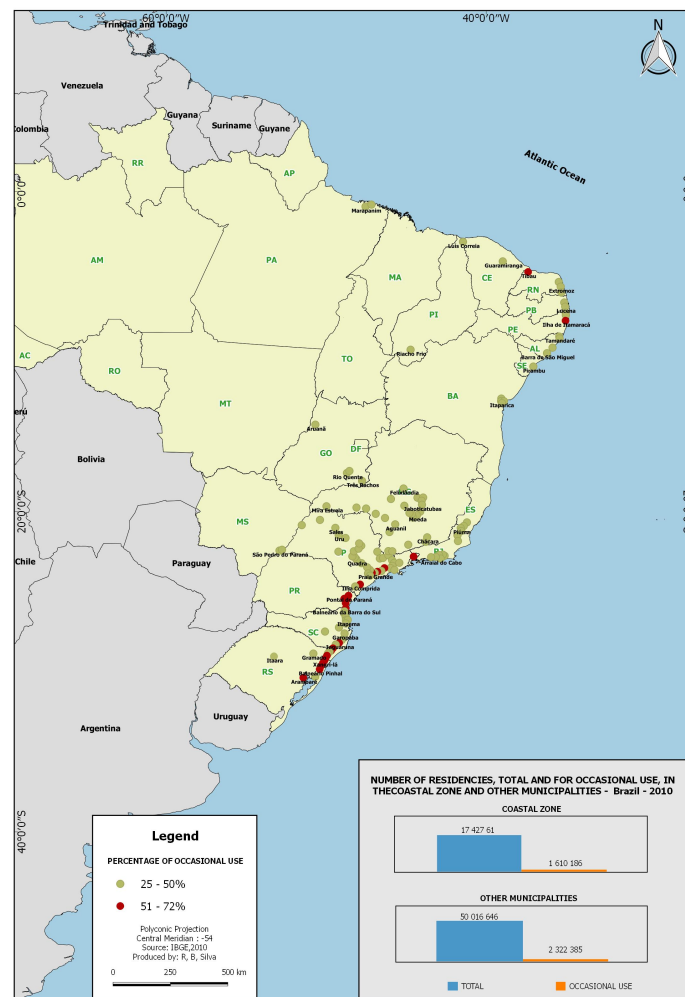 60°0'0"W
40°0'0"W
Trinidad and Tobago
N
Venezuela
Guyana
Suriname
Guyane
Colombia
Atlantic Ocean
RR
AP
0°0'0"
Marapanim
Luís Correia
Guaramiranga
Tibau
AM
PA
MA
CE
RN
Extremoz
PI
PB
Lucena
Ilha de Itamaracá
PE
Tamandaré
AC
RO
TO
Riacho Frio
AL
Barra de São Miguel
SE
Pirambu
erú
MT
BA
Itaparica
Aruanã
Bolivia
GO
DF
Rio Quente
Três Ranchos
Felixlândia
20°0'0"S
MS
Mira Estrela
Jaboticatubas
Moeda
ES
Sales
Aguanil
Piúma
Uru
Chácara
Chile
Paraguay
São Pedro do Paraná
P
RJ
Quadra
Arraial do Cabo
Praia Grande
PR
Ilha Comprida
Pontal do Paraná
Balneário da Barra do Sul
SC
Itapema
Garopaba
Jaguaruna
Itaara
Gramado
Xangri-lá
RS
Balneário Pinhal
Arambaré
Argentina
Uruguay
40°0'0"S
Legend
PERCENTAGE OF OCCASIONAL USE
25 - 50%
51 - 72%
Polyconic Projection
Central Meridian : -54
Source: IBGE,2010
Produced by: R, B, Silva
0 250 500 km
NUMBER OF RESIDENCIES, TOTAL AND FOR OCCASIONAL USE, IN
THECOASTAL ZONE AND OTHER MUNICIPALITIES - Brazil - 2010
COASTAL ZONE
17 427 61
1 610 186
OTHER MUNICIPALITIES
50 016 646
2 322 385
TOTAL
OCCASIONAL USE